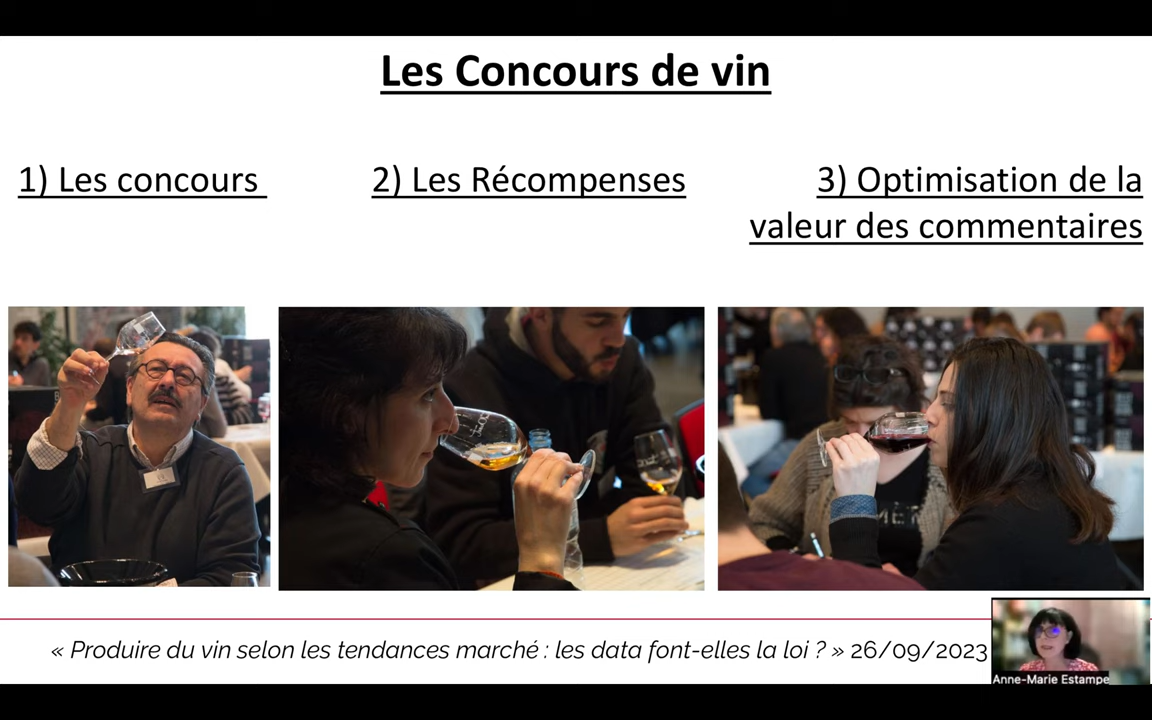 Les Concours de vin
1) Les concours
2) Les Récompenses
3) Optimisation de la
valeur des commentaires
« Produire du vin selon les tendances marché : les data font-elles la loi ? » 26/09/2023
Anne-Marie Estampe